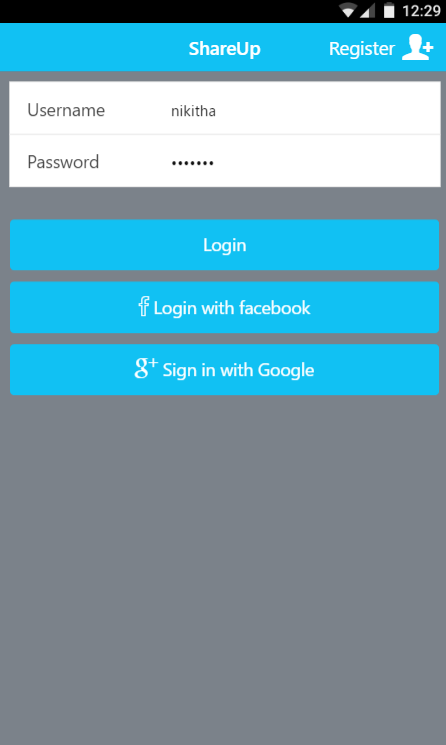 12:29
ShareUp Register
Username nikitha
Password •••••••
Login
f Login with facebook
g+ Sign in with Google